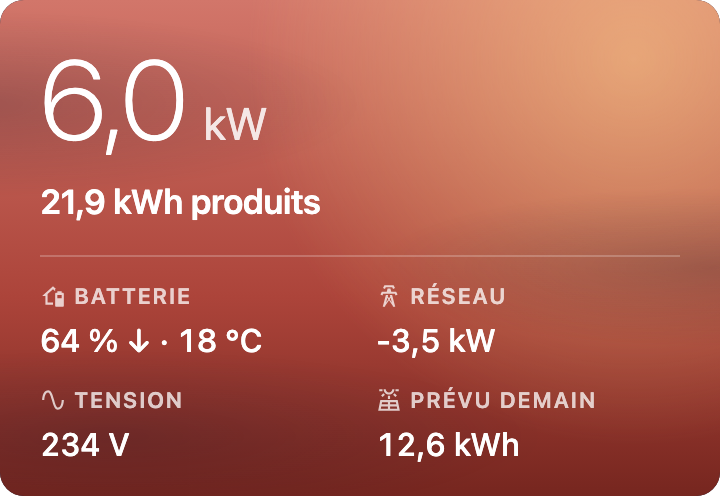 6,0 kW
21,9 kWh produits
BATTERIE
64 % ↓ · 18 °C
RÉSEAU
-3,5 kW
TENSION
234 V
PRÉVU DEMAIN
12,6 kWh